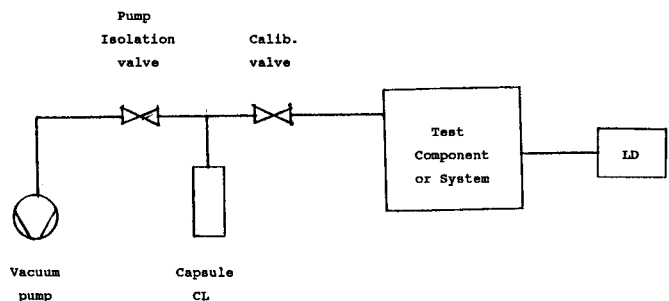 Pump
Isolation
valve
Calib.
valve
Test
Component
or System
LD
Vacuum
pump
Capsule
CL